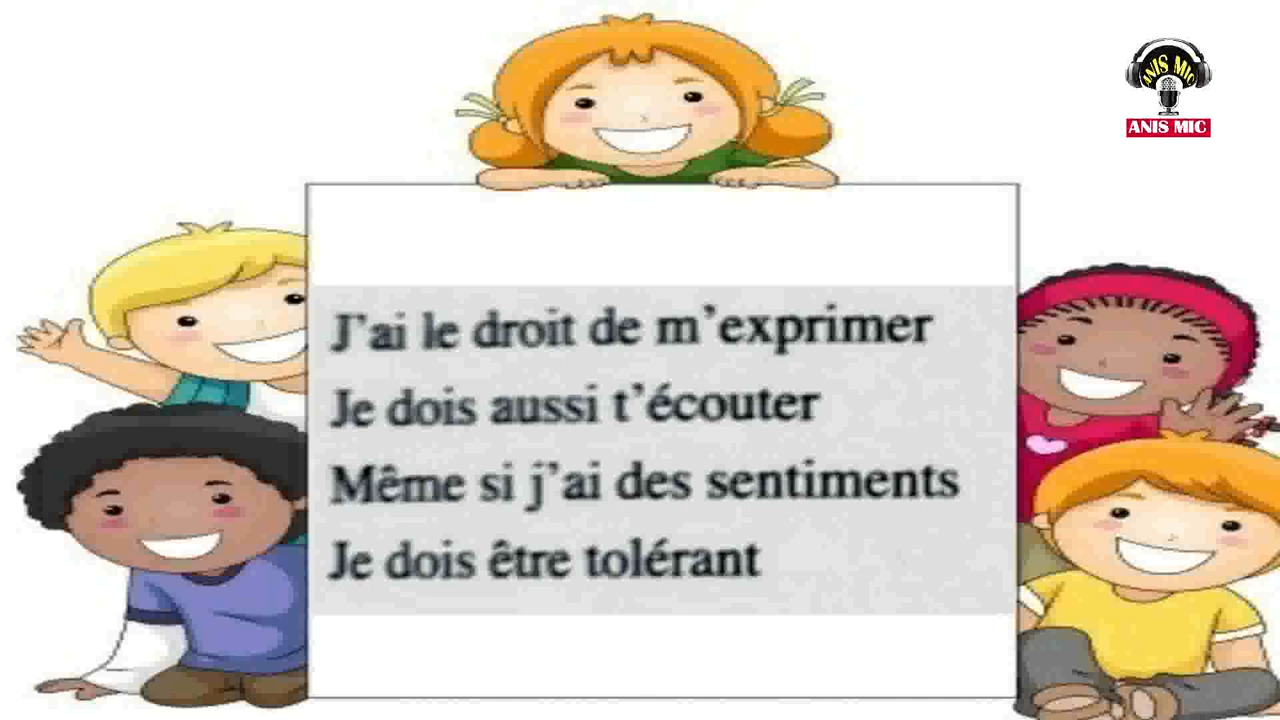 ANIS MIC
ANIS MIC
J'ai le droit de m'exprimer
Je dois aussi t'écouter
Même si j'ai des sentiments
Je dois être tolérant